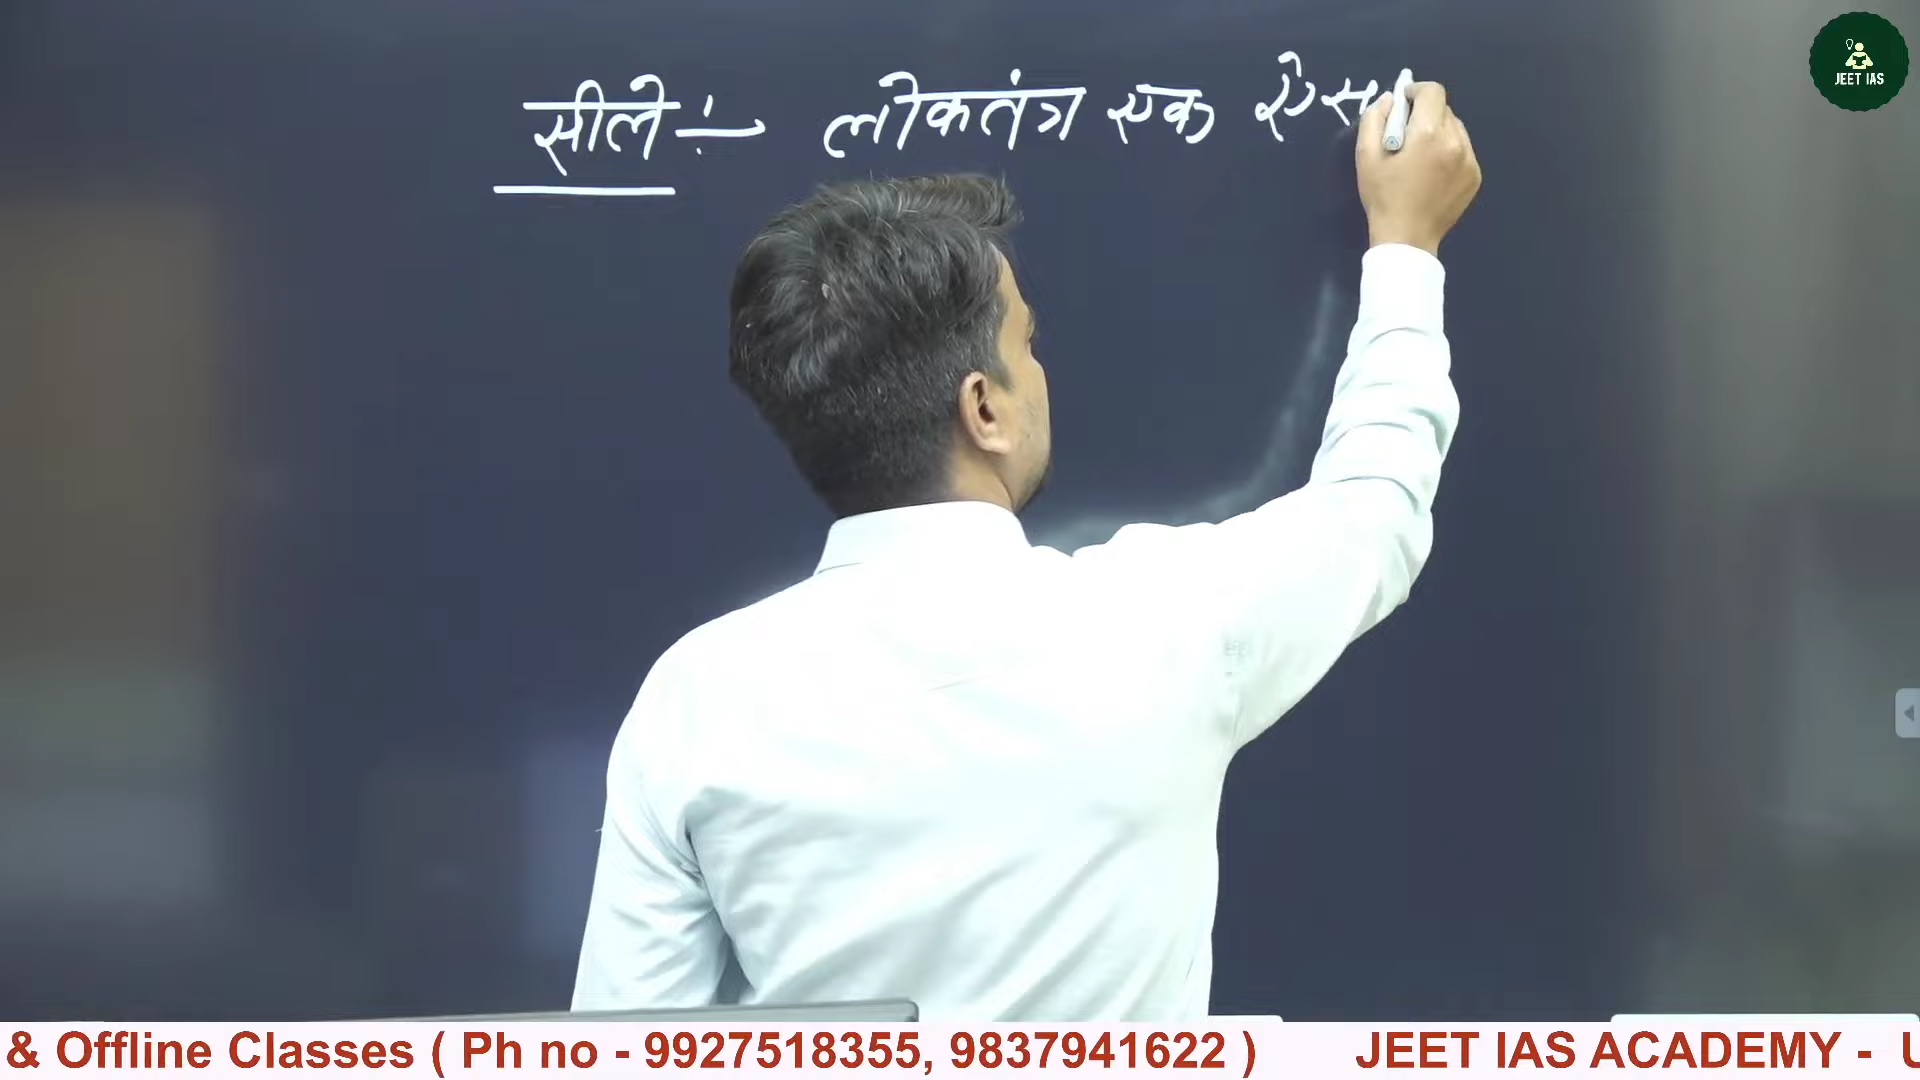 सीले :- लोकतंत्र एक ऐसा
JEET IAS
& Offline Classes ( Ph no - 9927518355, 9837941622 ) JEET IAS ACADEMY - U